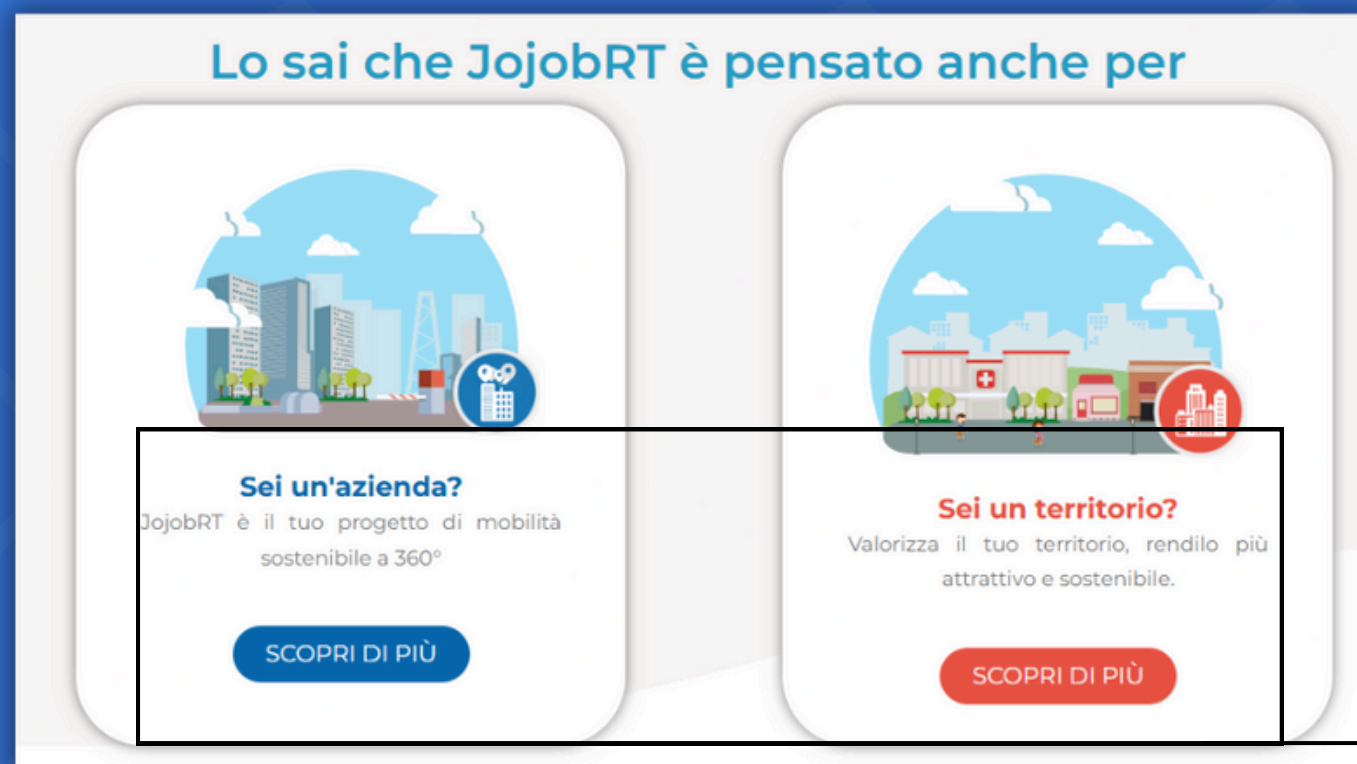 Lo sai che JojobRT è pensato anche per
Sei un'azienda?
JojobRT è il tuo progetto di mobilità
sostenibile a 360°
SCOPRI DI PIÙ
Sei un territorio?
Valorizza il tuo territorio, rendilo più
attrattivo e sostenibile.
SCOPRI DI PIÙ